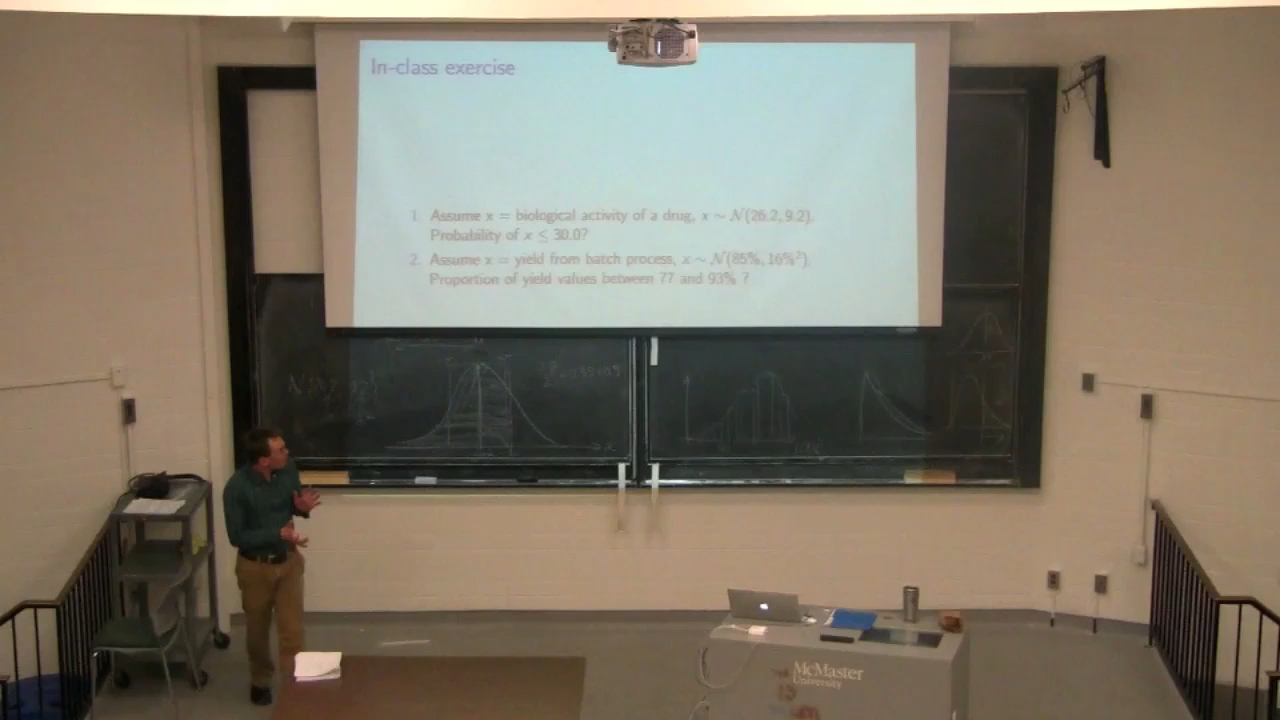 In-class exercise
1. Assume x = biological activity of a drug, x ∼ N(26.2, 9.2).
Probability of x ≤ 30.0?
2. Assume x = yield from batch process, x ∼ N(85%, 16%²).
Proportion of yield values between 77 and 93% ?
McMaster
University